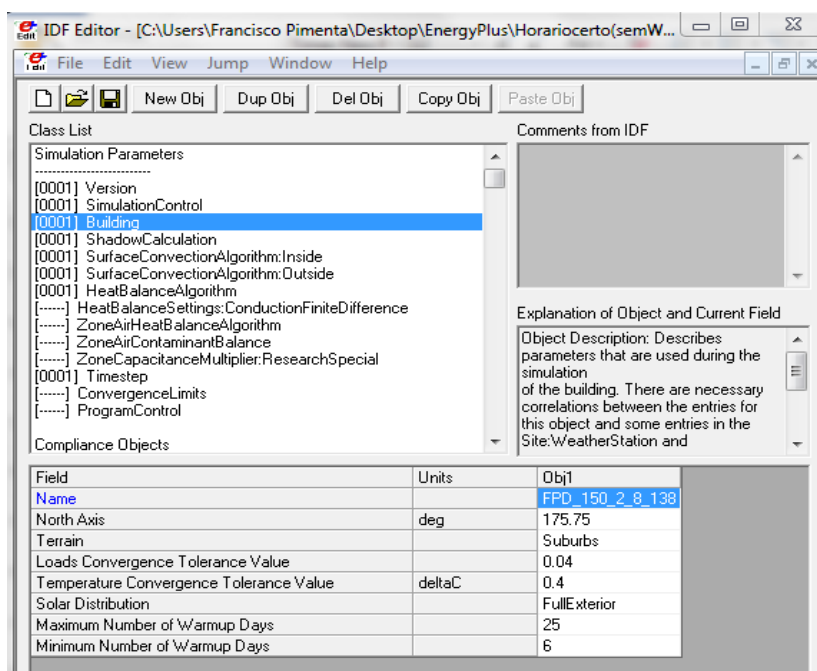 IDF Editor - [C:\Users\Francisco Pimenta\Desktop\EnergyPlus\Horariocerto(semW...
File Edit View Jump Window Help
New Obj Dup Obj Del Obj Copy Obj Paste Obj
Class List
Simulation Parameters
----------------------------
[0001] Version
[0001] SimulationControl
[0001] Building
[0001] ShadowCalculation
[0001] SurfaceConvectionAlgorithm:Inside
[0001] SurfaceConvectionAlgorithm:Outside
[0001] HeatBalanceAlgorithm
[------] HeatBalanceSettings:ConductionFiniteDifference
[------] ZoneAirHeatBalanceAlgorithm
[------] ZoneAirContaminantBalance
[------] ZoneCapacitanceMultiplier:ResearchSpecial
[0001] Timestep
[------] ConvergenceLimits
[------] ProgramControl
Compliance Objects
Comments from IDF
Explanation of Object and Current Field
Object Description: Describes
parameters that are used during the
simulation
of the building. There are necessary
correlations between the entries for
this object and some entries in the
Site:WeatherStation and
Field Units Obj1
Name FPD_150_2_8_138
North Axis deg 175.75
Terrain Suburbs
Loads Convergence Tolerance Value 0.04
Temperature Convergence Tolerance Value deltaC 0.4
Solar Distribution FullExterior
Maximum Number of Warmup Days 25
Minimum Number of Warmup Days 6